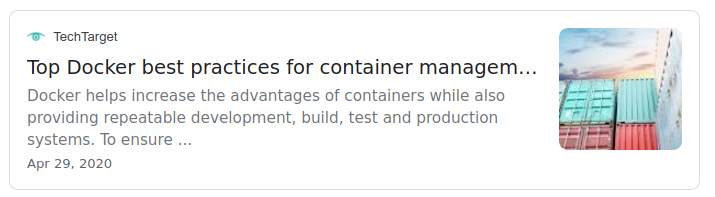 TechTarget
Top Docker best practices for container managem...
Docker helps increase the advantages of containers while also
providing repeatable development, build, test and production
systems. To ensure ...
Apr 29, 2020